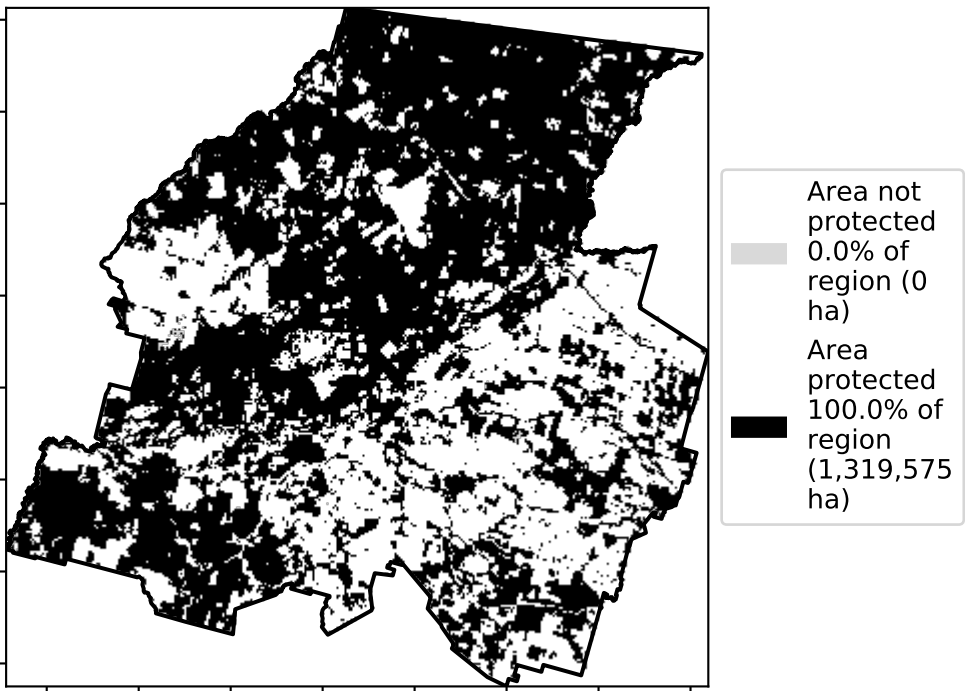 Area not
protected
0.0% of
region (0
ha)
Area
protected
100.0% of
region
(1,319,575
ha)